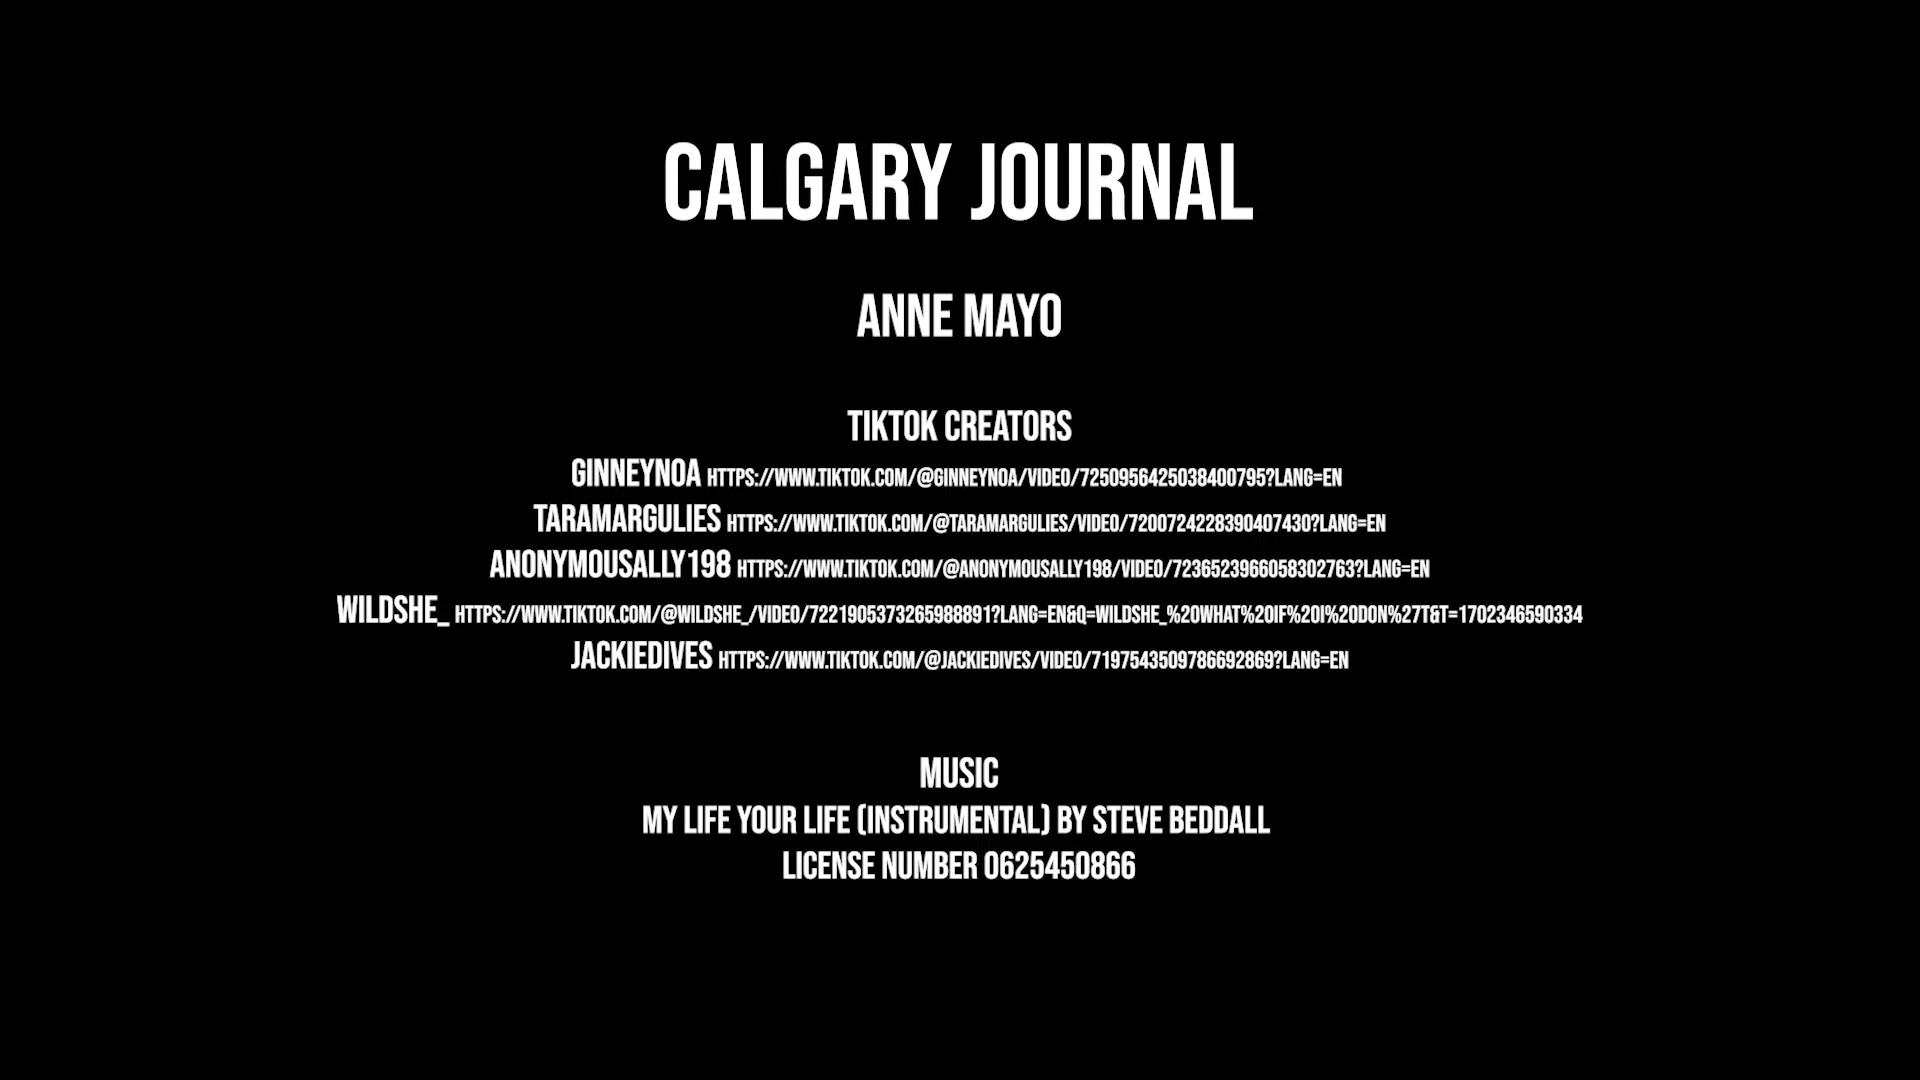 CALGARY JOURNAL
ANNE MAYO
TIKTOK CREATORS
GINNEYNOA HTTPS://WWW.TIKTOK.COM/@GINNEYNOA/VIDEO/7250956425038400795?LANG=EN
TARAMARGULIES HTTPS://WWW.TIKTOK.COM/@TARAMARGULIES/VIDEO/7200724228390407430?LANG=EN
ANONYMOUSALLY198 HTTPS://WWW.TIKTOK.COM/@ANONYMOUSALLY198/VIDEO/7236523966058302763?LANG=EN
WILDSHE_ HTTPS://WWW.TIKTOK.COM/@WILDSHE_/VIDEO/7221905373265988891?LANG=EN&Q=WILDSHE_%20WHAT%20IF%20I%20DON%27T&T=1702346590334
JACKIEDIVES HTTPS://WWW.TIKTOK.COM/@JACKIEDIVES/VIDEO/7197543509786692869?LANG=EN
MUSIC
MY LIFE YOUR LIFE (INSTRUMENTAL) BY STEVE BEDDALL
LICENSE NUMBER 0625450866